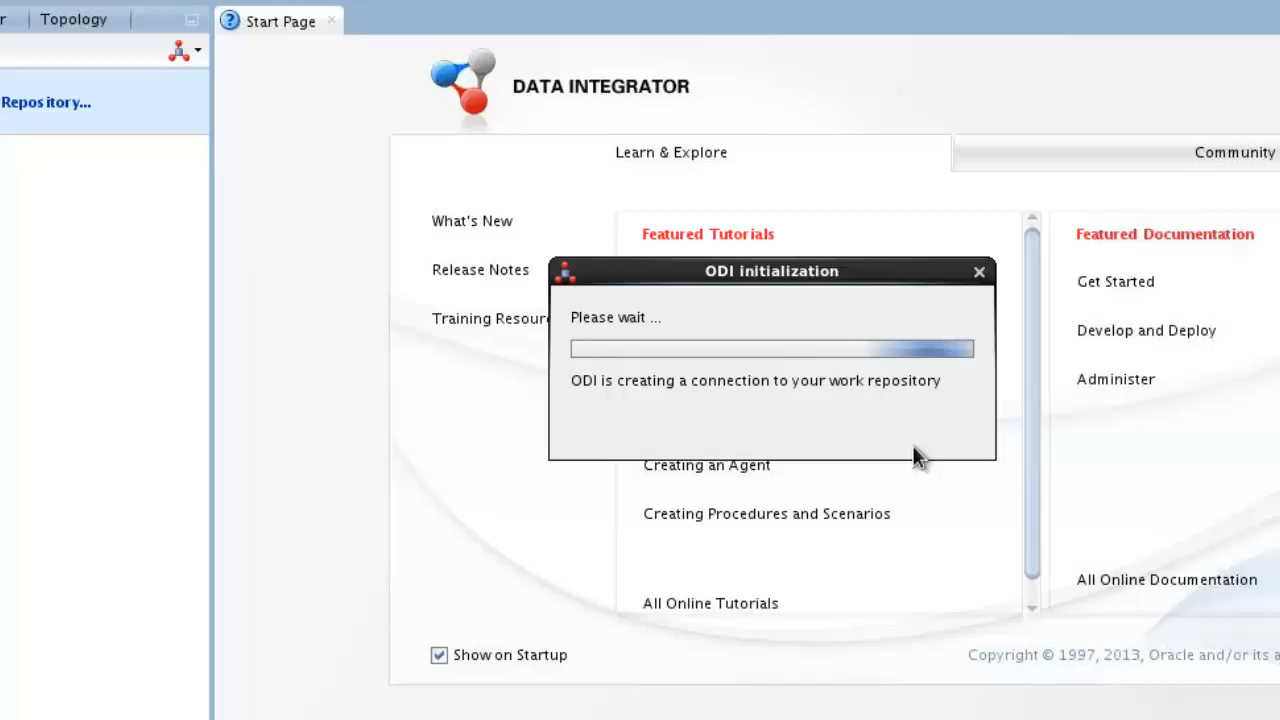 r
Topology
Start Page
Repository...
DATA INTEGRATOR
Learn & Explore
Community
What's New
Release Notes
Training Resour
Featured Tutorials
Featured Documentation
ODI initialization
Please wait ...
ODI is creating a connection to your work repository
Creating an Agent
Creating Procedures and Scenarios
All Online Tutorials
Get Started
Develop and Deploy
Administer
All Online Documentation
Show on Startup
Copyright © 1997, 2013, Oracle and/or its a